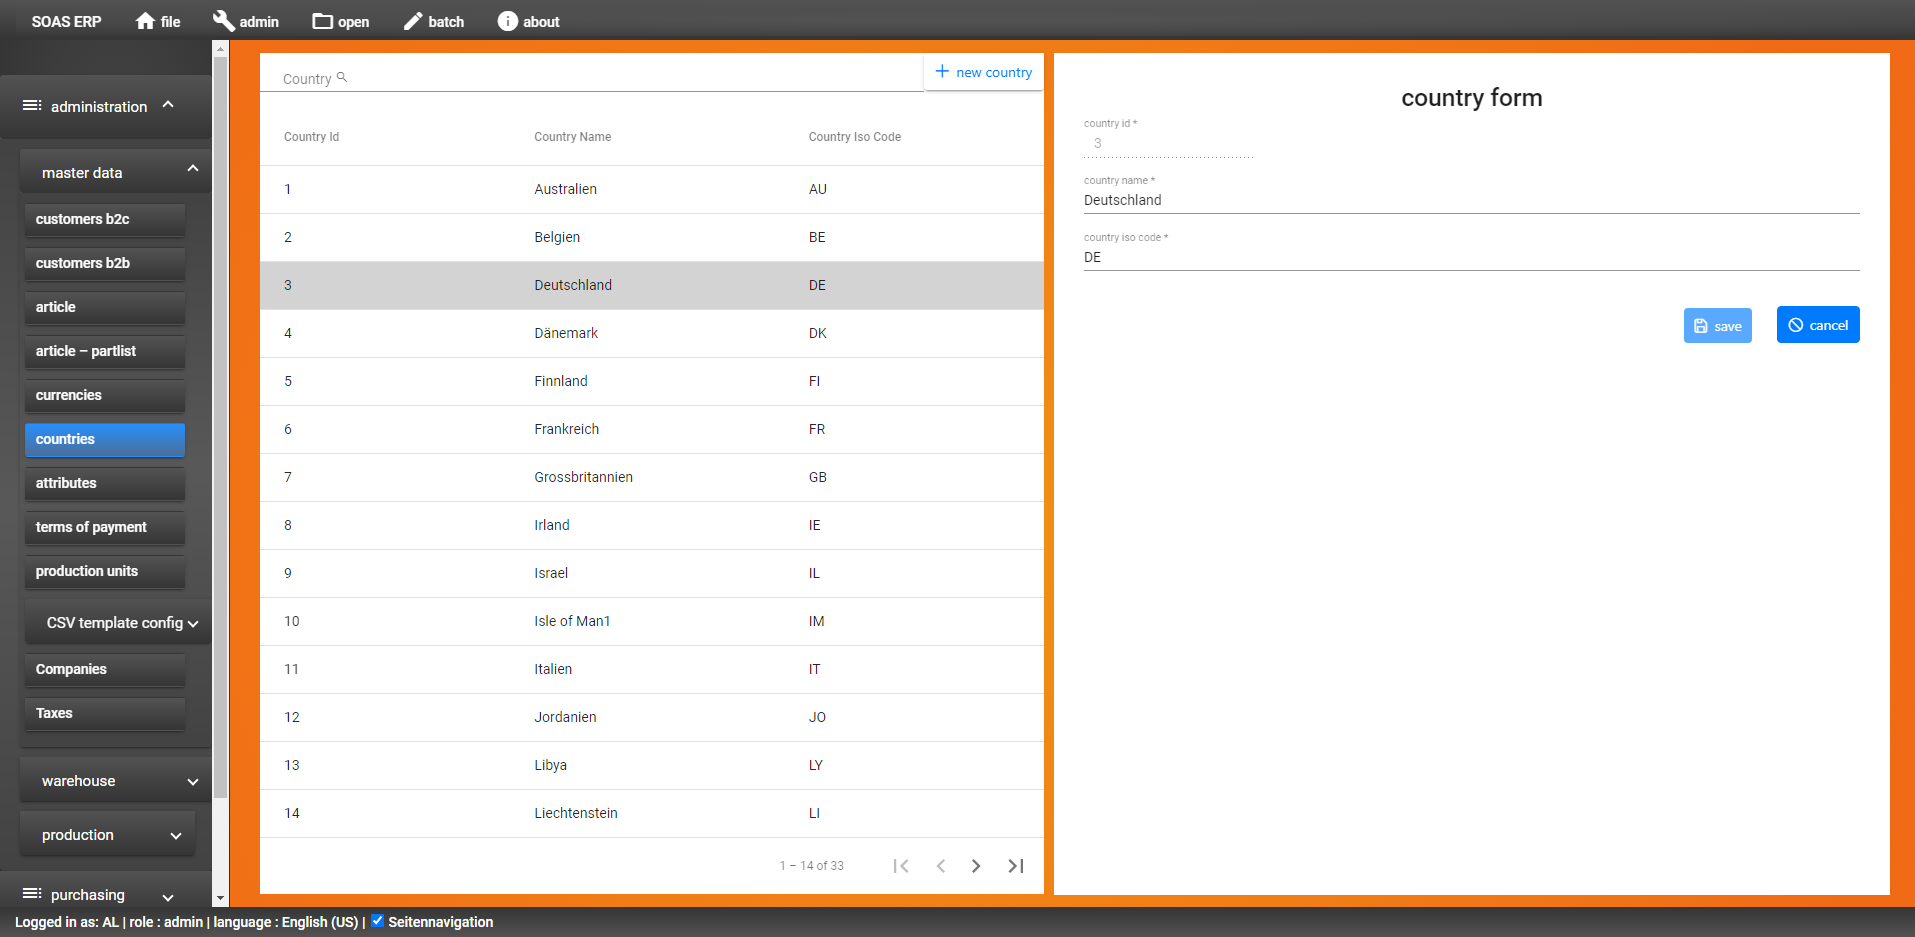 SOAS ERP file admin open batch about
administration
master data
customers b2c
customers b2b
article
article – partlist
currencies
countries
attributes
terms of payment
production units
CSV template config
Companies
Taxes
warehouse
production
purchasing
Country
new country
Country Id Country Name Country Iso Code
1 Australien AU
2 Belgien BE
3 Deutschland DE
4 Dänemark DK
5 Finnland FI
6 Frankreich FR
7 Grossbritannien GB
8 Irland IE
9 Israel IL
10 Isle of Man1 IM
11 Italien IT
12 Jordanien JO
13 Libya LY
14 Liechtenstein LI
1 – 14 of 33
country form
country id *
3
country name *
Deutschland
country iso code *
DE
save cancel
Logged in as: AL | role : admin | language : English (US) | Seitennavigation